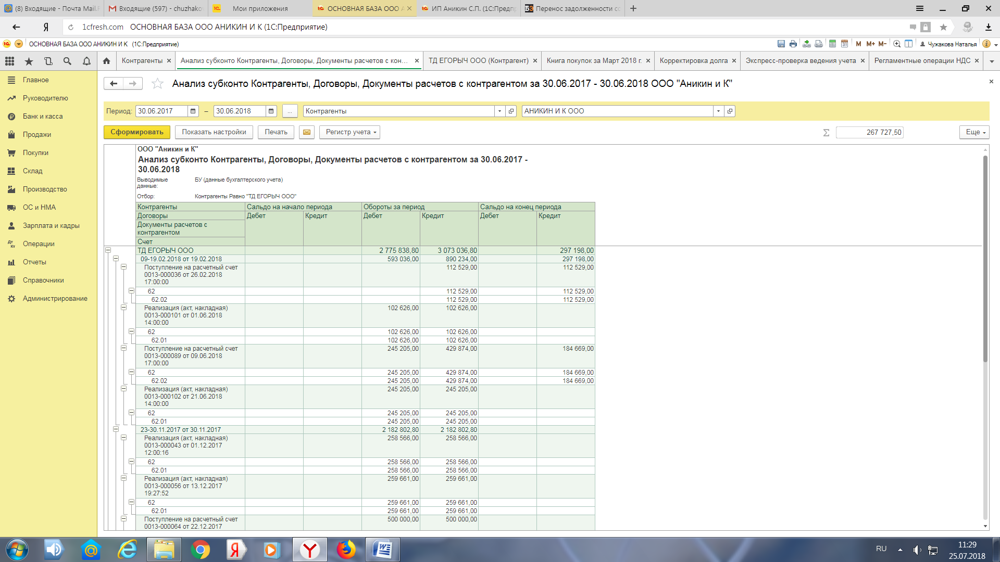 (8) Входящие - Почта Mail.R
Входящие (597) - chuzhako
Мои приложения
ОСНОВНАЯ БАЗА ООО А
ИП Аникин С.П. (1С:Предпр
Перенос задолженности со
1cfresh.com ОСНОВНАЯ БАЗА ООО АНИКИН И К (1С:Предприятие)
ОСНОВНАЯ БАЗА ООО АНИКИН И К (1С:Предприятие)
M M+ M- Чужакова Наталья
Контрагенты
Анализ субконто Контрагенты, Договоры, Документы расчетов с кон...
ТД ЕГОРЫЧ ООО (Контрагент)
Книга покупок за Март 2018 г.
Корректировка долга
Экспресс-проверка ведения учета
Регламентные операции НДС
Главное
Руководителю
Банк и касса
Продажи
Покупки
Склад
Производство
ОС и НМА
Зарплата и кадры
Операции
Отчеты
Справочники
Администрирование
Анализ субконто Контрагенты, Договоры, Документы расчетов с контрагентом за 30.06.2017 - 30.06.2018 ООО "Аникин и К"
Период: 30.06.2017 – 30.06.2018 ... Контрагенты АНИКИН И К ООО
Сформировать Показать настройки Печать Регистр учета Σ 267 727,50 Еще
ООО "Аникин и К"
Анализ субконто Контрагенты, Договоры, Документы расчетов с контрагентом за 30.06.2017 -
30.06.2018
Выводимые БУ (данные бухгалтерского учета)
данные:
Отбор: Контрагенты Равно "ТД ЕГОРЫЧ ООО"
Контрагенты Сальдо на начало периода Обороты за период Сальдо на конец периода
Договоры Дебет Кредит Дебет Кредит Дебет Кредит
Документы расчетов с
контрагентом
Счет
ТД ЕГОРЫЧ ООО 2 775 838,80 3 073 036,80 297 198,00
09-19.02.2018 от 19.02.2018 593 036,00 890 234,00 297 198,00
Поступление на расчетный счет 112 529,00 112 529,00
0013-000036 от 26.02.2018
17:00:00
62 112 529,00 112 529,00
62.02 112 529,00 112 529,00
Реализация (акт, накладная) 102 626,00 102 626,00
0013-000101 от 01.06.2018
14:00:00
62 102 626,00 102 626,00
62.01 102 626,00 102 626,00
Поступление на расчетный счет 245 205,00 429 874,00 184 669,00
0013-000089 от 09.06.2018
17:00:00
62 245 205,00 429 874,00 184 669,00
62.02 245 205,00 429 874,00 184 669,00
Реализация (акт, накладная) 245 205,00 245 205,00
0013-000102 от 21.06.2018
14:00:00
62 245 205,00 245 205,00
62.01 245 205,00 245 205,00
23-30.11.2017 от 30.11.2017 2 182 802,80 2 182 802,80
Реализация (акт, накладная) 258 566,00 258 566,00
0013-000043 от 01.12.2017
12:00:16
62 258 566,00 258 566,00
62.01 258 566,00 258 566,00
Реализация (акт, накладная) 259 661,00 259 661,00
0013-000056 от 13.12.2017
19:27:52
62 259 661,00 259 661,00
62.01 259 661,00 259 661,00
Поступление на расчетный счет 500 000,00 500 000,00
0013-000064 от 22.12.2017
RU 11:29
25.07.2018